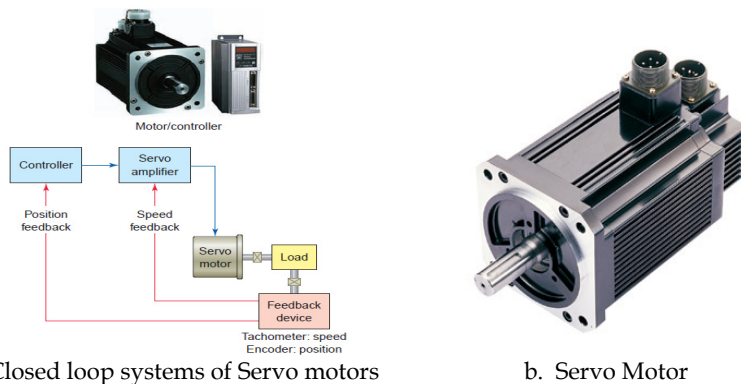 Motor/controller
Controller
Servo
amplifier
Position
feedback
Speed
feedback
Servo
motor
Load
Feedback
device
Tachometer: speed
Encoder: position
Closed loop systems of Servo motors
b. Servo Motor